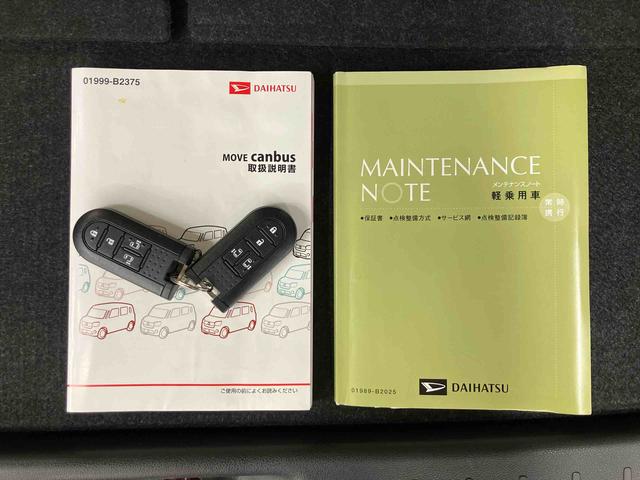 01999-B2375
DAIHATSU
MOVE canbus
取扱説明書
ご使用の前によくお読みください
MAINTENANCE
NOTE
メンテナンスノート
軽乗用車
常時
携行
●保証書 ●点検整備方式 ●サービス網 ●点検整備記録簿
01989-B2025
DAIHATSU